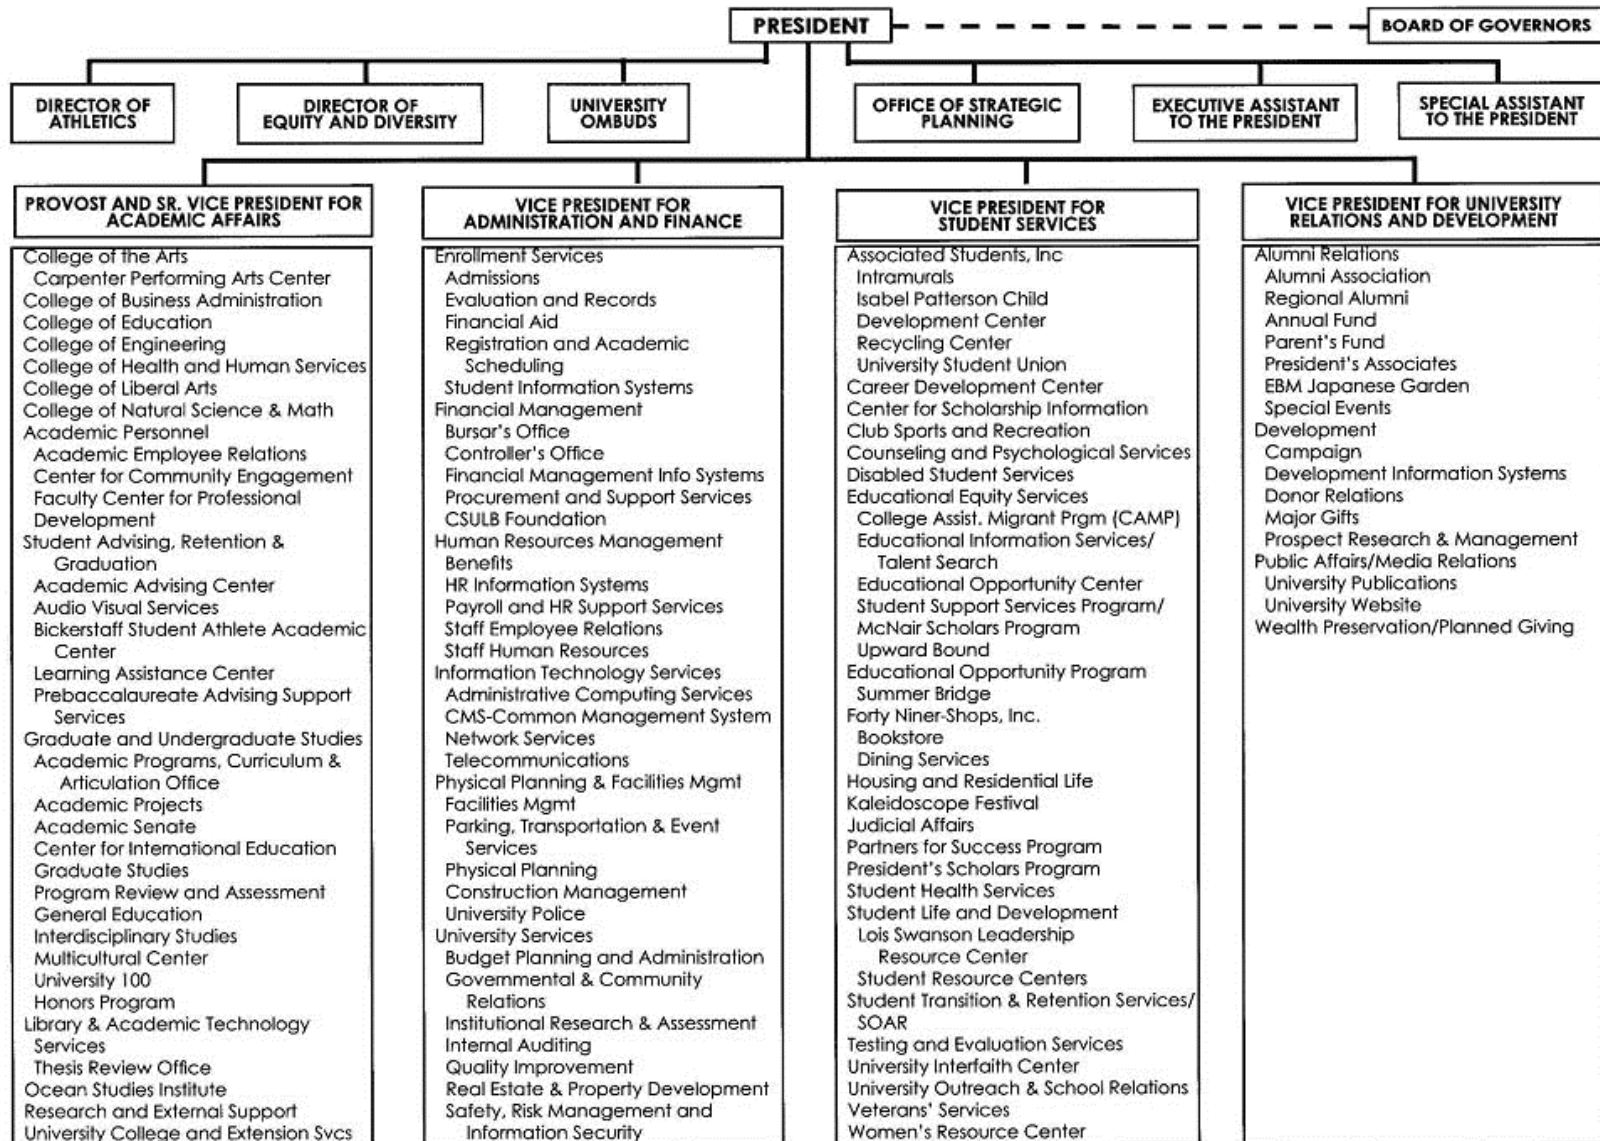 PRESIDENT
BOARD OF GOVERNORS
DIRECTOR OF
ATHLETICS
DIRECTOR OF
EQUITY AND DIVERSITY
UNIVERSITY
OMBUDS
OFFICE OF STRATEGIC
PLANNING
EXECUTIVE ASSISTANT
TO THE PRESIDENT
SPECIAL ASSISTANT
TO THE PRESIDENT
PROVOST AND SR. VICE PRESIDENT FOR
ACADEMIC AFFAIRS
College of the Arts
Carpenter Performing Arts Center
College of Business Administration
College of Education
College of Engineering
College of Health and Human Services
College of Liberal Arts
College of Natural Science & Math
Academic Personnel
Academic Employee Relations
Center for Community Engagement
Faculty Center for Professional
Development
Student Advising, Retention &
Graduation
Academic Advising Center
Audio Visual Services
Bickerstaff Student Athlete Academic
Center
Learning Assistance Center
Prebaccalaureate Advising Support
Services
Graduate and Undergraduate Studies
Academic Programs, Curriculum &
Articulation Office
Academic Projects
Academic Senate
Center for International Education
Graduate Studies
Program Review and Assessment
General Education
Interdisciplinary Studies
Multicultural Center
University 100
Honors Program
Library & Academic Technology
Services
Thesis Review Office
Ocean Studies Institute
Research and External Support
University College and Extension Svcs
VICE PRESIDENT FOR
ADMINISTRATION AND FINANCE
Enrollment Services
Admissions
Evaluation and Records
Financial Aid
Registration and Academic
Scheduling
Student Information Systems
Financial Management
Bursar's Office
Controller's Office
Financial Management Info Systems
Procurement and Support Services
CSULB Foundation
Human Resources Management
Benefits
HR Information Systems
Payroll and HR Support Services
Staff Employee Relations
Staff Human Resources
Information Technology Services
Administrative Computing Services
CMS-Common Management System
Network Services
Telecommunications
Physical Planning & Facilities Mgmt
Facilities Mgmt
Parking, Transportation & Event
Services
Physical Planning
Construction Management
University Police
University Services
Budget Planning and Administration
Governmental & Community
Relations
Institutional Research & Assessment
Internal Auditing
Quality Improvement
Real Estate & Property Development
Safety, Risk Management and
Information Security
VICE PRESIDENT FOR
STUDENT SERVICES
Associated Students, Inc
Intramurals
Isabel Patterson Child
Development Center
Recycling Center
University Student Union
Career Development Center
Center for Scholarship Information
Club Sports and Recreation
Counseling and Psychological Services
Disabled Student Services
Educational Equity Services
College Assist. Migrant Prgm (CAMP)
Educational Information Services/
Talent Search
Educational Opportunity Center
Student Support Services Program/
McNair Scholars Program
Upward Bound
Educational Opportunity Program
Summer Bridge
Forty Niner-Shops, Inc.
Bookstore
Dining Services
Housing and Residential Life
Kaleidoscope Festival
Judicial Affairs
Partners for Success Program
President's Scholars Program
Student Health Services
Student Life and Development
Lois Swanson Leadership
Resource Center
Student Resource Centers
Student Transition & Retention Services/
SOAR
Testing and Evaluation Services
University Interfaith Center
University Outreach & School Relations
Veterans' Services
Women's Resource Center
VICE PRESIDENT FOR UNIVERSITY
RELATIONS AND DEVELOPMENT
Alumni Relations
Alumni Association
Regional Alumni
Annual Fund
Parent's Fund
President's Associates
EBM Japanese Garden
Special Events
Development
Campaign
Development Information Systems
Donor Relations
Major Gifts
Prospect Research & Management
Public Affairs/Media Relations
University Publications
University Website
Wealth Preservation/Planned Giving